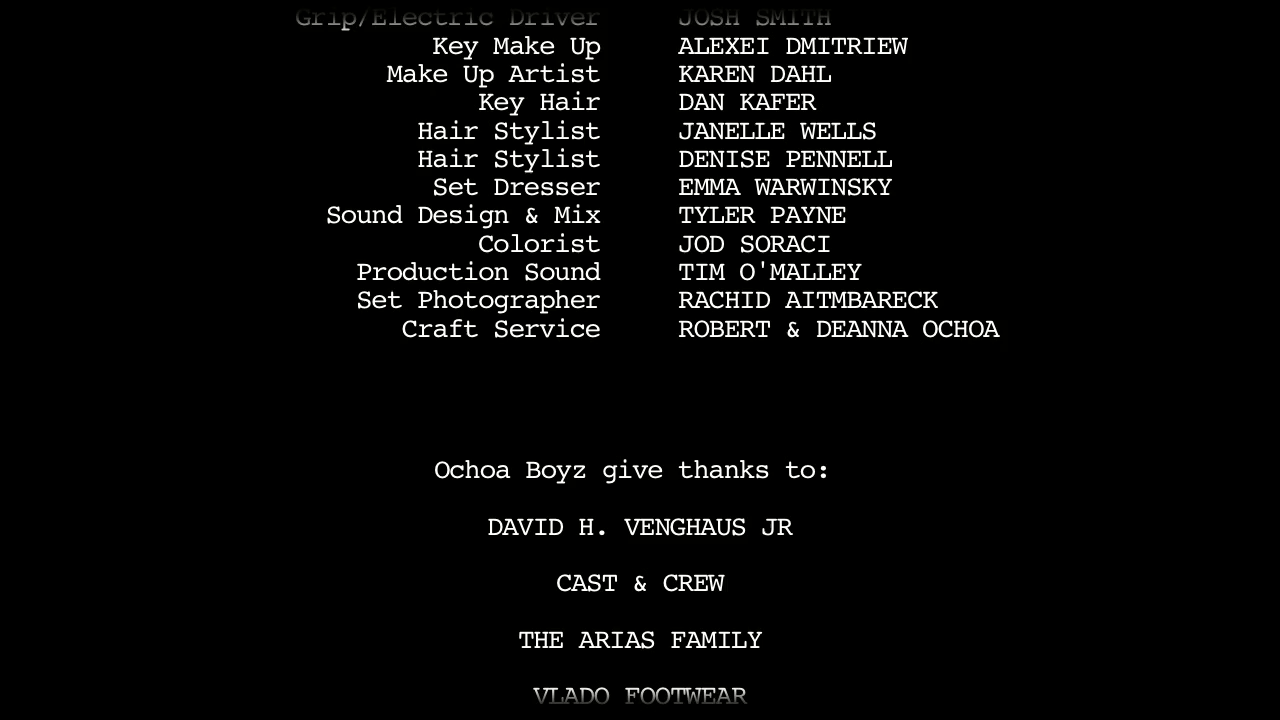 Grip/Electric Driver JOSH SMITH
Key Make Up ALEXEI DMITRIEW
Make Up Artist KAREN DAHL
Key Hair DAN KAFER
Hair Stylist JANELLE WELLS
Hair Stylist DENISE PENNELL
Set Dresser EMMA WARWINSKY
Sound Design & Mix TYLER PAYNE
Colorist JOD SORACI
Production Sound TIM O'MALLEY
Set Photographer RACHID AITMBARECK
Craft Service ROBERT & DEANNA OCHOA
Ochoa Boyz give thanks to:
DAVID H. VENGHAUS JR
CAST & CREW
THE ARIAS FAMILY
VLADO FOOTWEAR